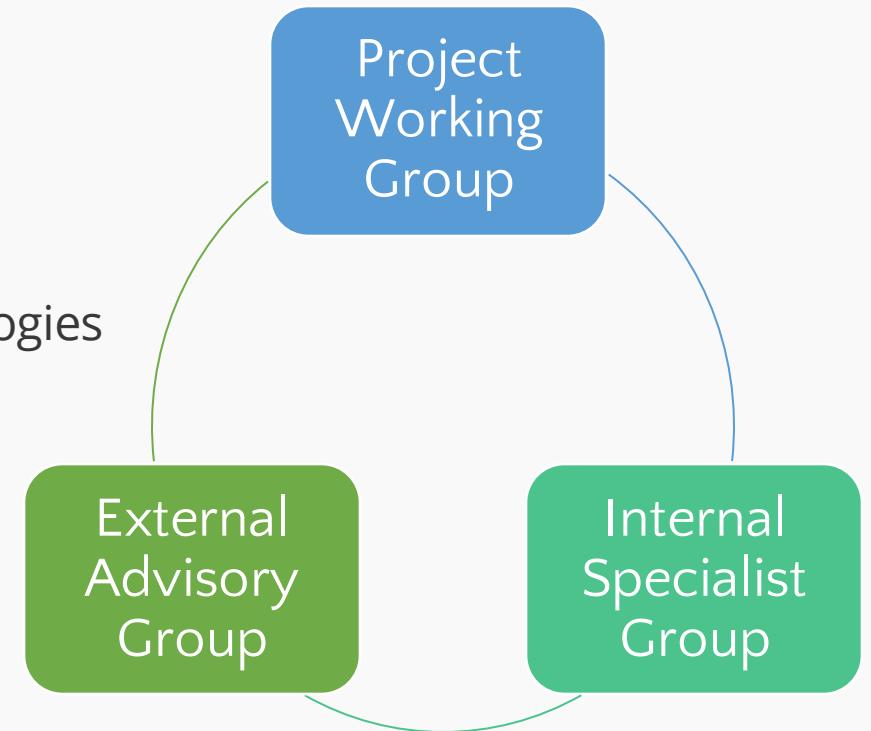 Project
Working
Group
ogies
External
Advisory
Group
Internal
Specialist
Group